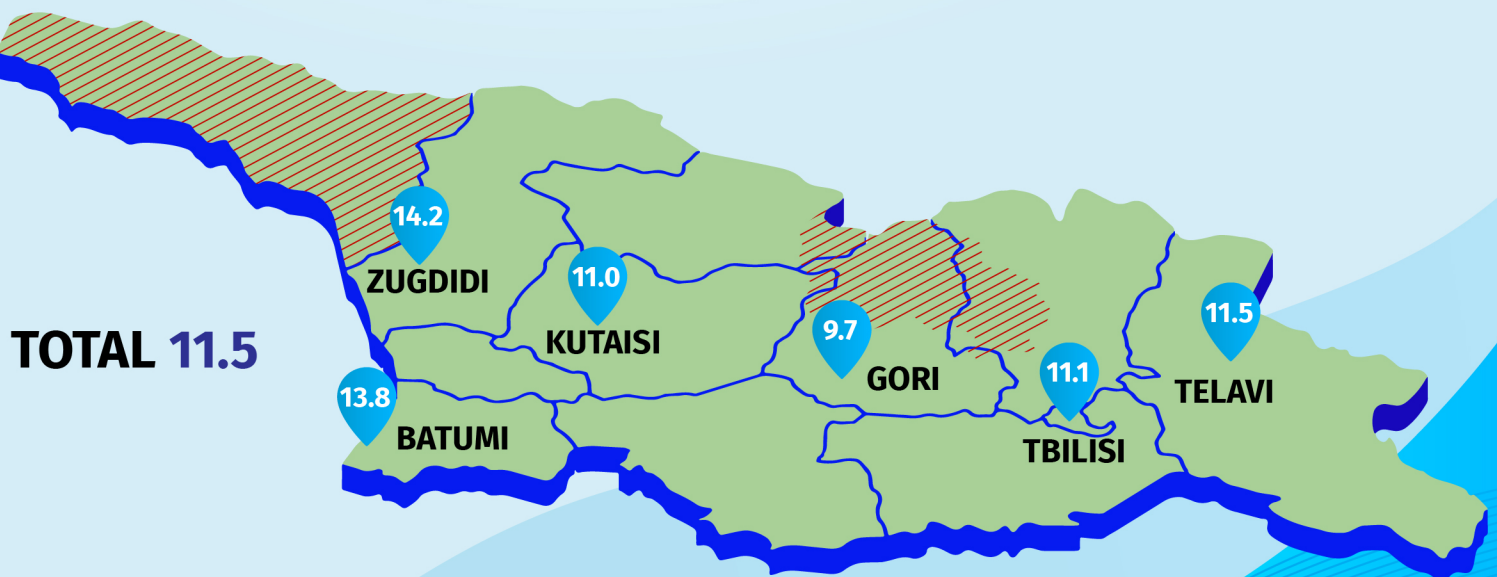 14.2
ZUGDIDI
11.0
KUTAISI
TOTAL 11.5
13.8
BATUMI
9.7
GORI
11.1
TBILISI
11.5
TELAVI